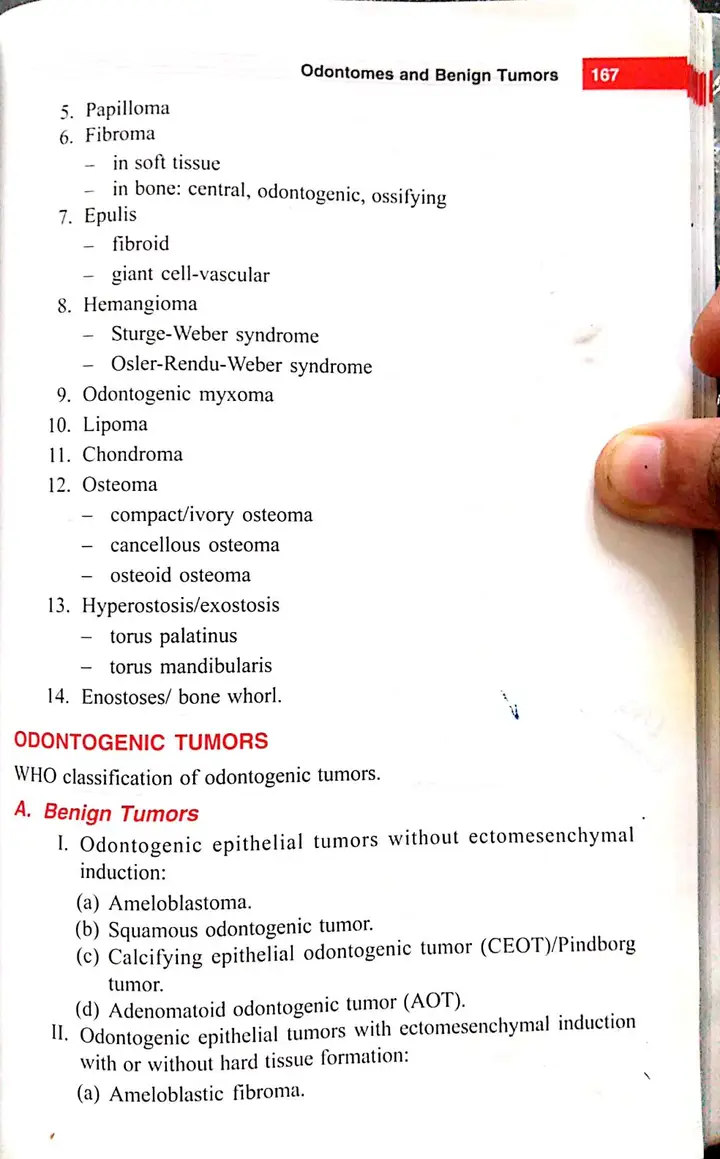 Odontomes and Benign Tumors 167
5. Papilloma
6. Fibroma
– in soft tissue
– in bone: central, odontogenic, ossifying
7. Epulis
– fibroid
– giant cell-vascular
8. Hemangioma
– Sturge-Weber syndrome
– Osler-Rendu-Weber syndrome
9. Odontogenic myxoma
10. Lipoma
11. Chondroma
12. Osteoma
– compact/ivory osteoma
– cancellous osteoma
– osteoid osteoma
13. Hyperostosis/exostosis
– torus palatinus
– torus mandibularis
14. Enostoses/ bone whorl.
ODONTOGENIC TUMORS
WHO classification of odontogenic tumors.
A. Benign Tumors
I. Odontogenic epithelial tumors without ectomesenchymal
induction:
(a) Ameloblastoma.
(b) Squamous odontogenic tumor.
(c) Calcifying epithelial odontogenic tumor (CEOT)/Pindborg
tumor.
(d) Adenomatoid odontogenic tumor (AOT).
II. Odontogenic epithelial tumors with ectomesenchymal induction
with or without hard tissue formation:
(a) Ameloblastic fibroma.